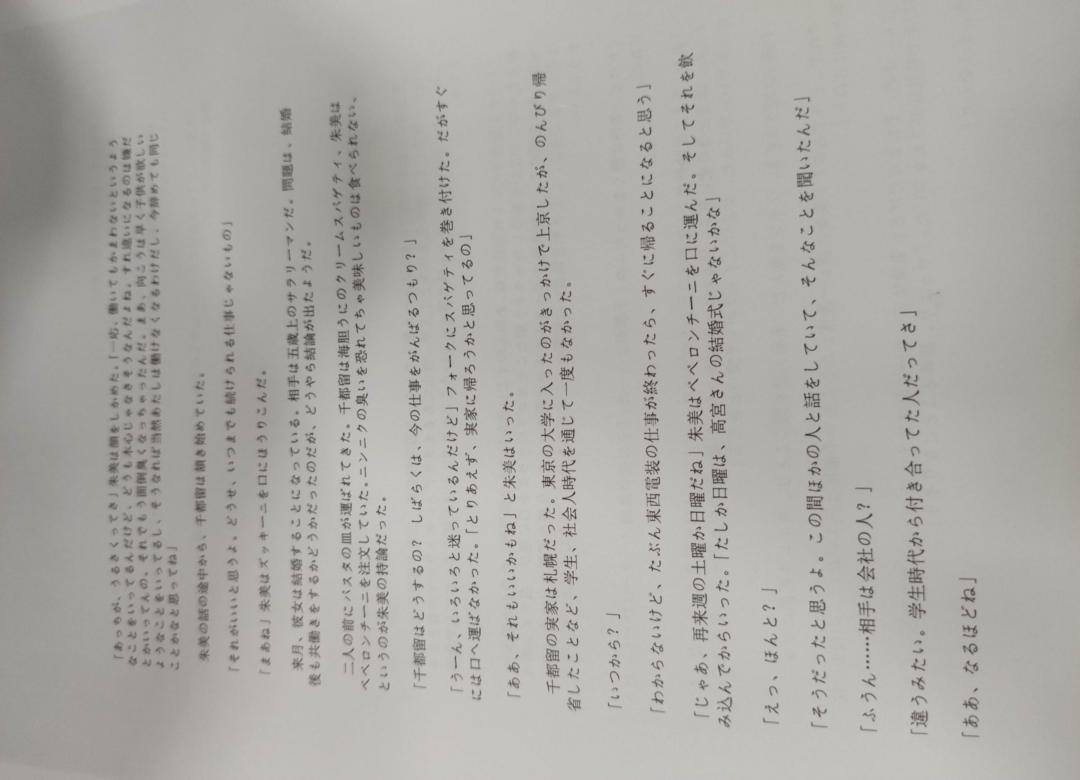 「あっちが、うるさくってさ」朱美は顔をしかめた。「一応、働いてもかまわないというよう
なことをいってるんだけど、どうも本心じゃなさそうなんだよね。すれ違いになるのは嫌だ
とかいってんの。それでもう面倒臭くなっちゃったんだ。まあ、向こうは早く子供が欲しい
ようなことをいってるし、そうなれば当然あたしは働けなくなるわけだし、今辞めても同じ
ことかなと思ってね」
朱美の話の途中から、千都留は頷き始めていた。
「それがいいと思うよ。どうせ、いつまでも続けられる仕事じゃないもの」
「まあね」朱美はズッキーニを口にほうりこんだ。
来月、彼女は結婚することになっている。相手は五歳上のサラリーマンだ。問題は、結婚
後も共働きをするかどうかだったのだが、どうやら結論が出たようだ。
二人の前にパスタの皿が運ばれてきた。千都留は海胆うにのクリームスパゲティ、朱美は
ペペロンチーニを注文していた。ニンニクの臭いを恐れてちゃ美味しいものは食べられない、
というのが朱美の持論だった。
「千都留はどうするの？ しばらくは、今の仕事をがんばるつもり？」
「うーん、いろいろと迷っているんだけど」フォークにスパゲティを巻き付けた。だがすぐ
には口へ運ばなかった。「とりあえず、実家に帰ろうかと思ってるの」
「ああ、それもいいかもね」と朱美はいった。
千都留の実家は札幌だった。東京の大学に入ったのがきっかけで上京したが、のんびり帰
省したことなど、学生、社会人時代を通じて一度もなかった。
「いつから？」
「わからないけど、たぶん東西電装の仕事が終わったら、すぐに帰ることになると思う」
「じゃあ、再来週の土曜か日曜だね」朱美はペペロンチーニを口に運んだ。そしてそれを飲
み込んでからいった。「たしか日曜は、高宮さんの結婚式じゃないかな」
「えっ、ほんと？」
「そうだったと思うよ。この間ほかの人と話をしていて、そんなことを聞いたんだ」
「ふうん……相手は会社の人？」
「違うみたい。学生時代から付き合ってた人だってさ」
「ああ、なるほどね」